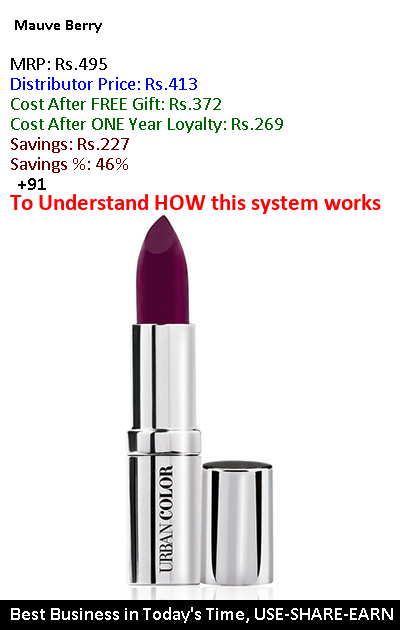 Mauve Berry
MRP: Rs.495
Distributor Price: Rs.413
Cost After FREE Gift: Rs.372
Cost After ONE Year Loyalty: Rs.269
Savings: Rs.227
Savings %: 46%
+91
To Understand HOW this system works
URBAN COLOR
Best Business in Today's Time, USE-SHARE-EARN